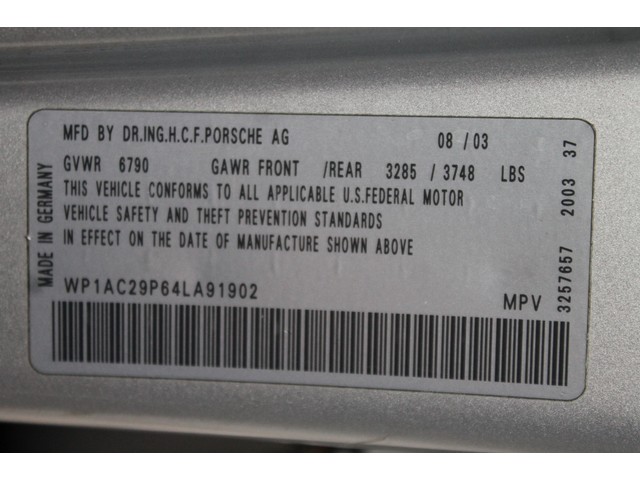 MFD BY DR.ING.H.C.F.PORSCHE AG 08 / 03
GVWR 6790 GAWR FRONT /REAR 3285 / 3748 LBS
THIS VEHICLE CONFORMS TO ALL APPLICABLE U.S.FEDERAL MOTOR
VEHICLE SAFETY AND THEFT PREVENTION STANDARDS
IN EFFECT ON THE DATE OF MANUFACTURE SHOWN ABOVE
WP1AC29P64LA91902 MPV
MADE IN GERMANY
3257657 2003 37